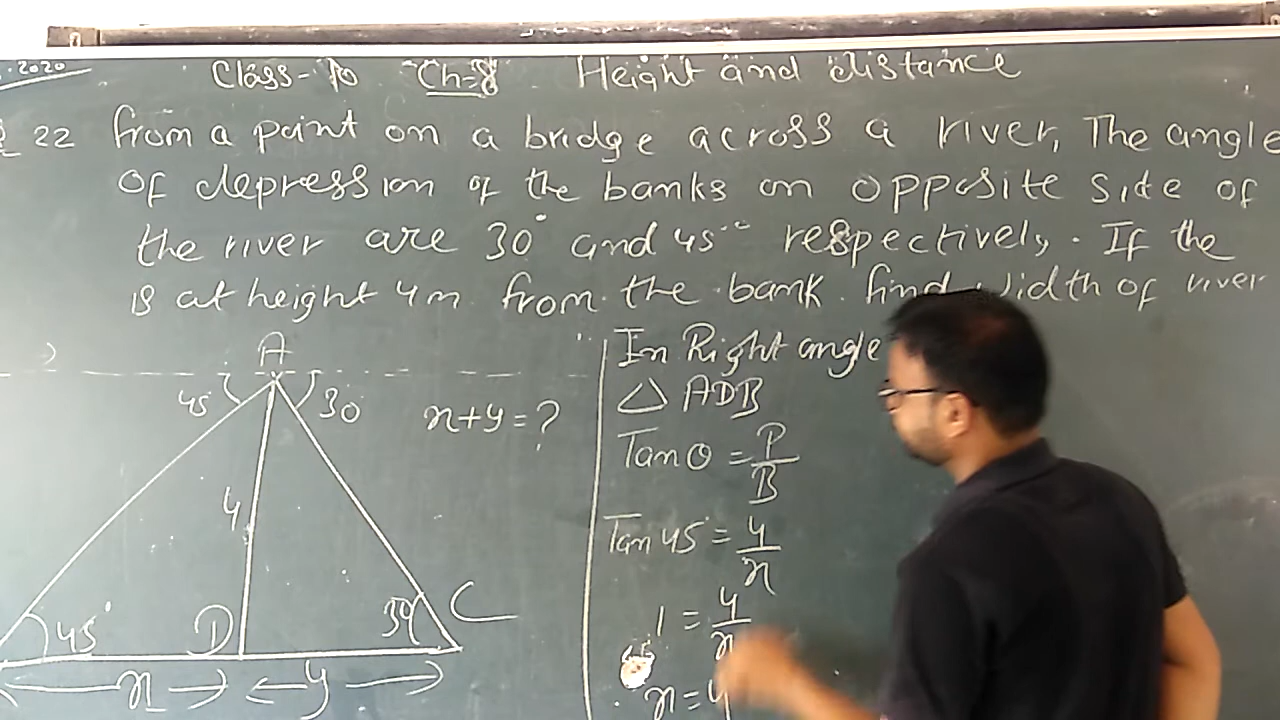 .2020
Class-10 Ch-8 Height and distance
Q 22 from a point on a bridge across a river, The angle
of depression of the banks on opposite side of
the river are 30° and 45° respectively. If the
is at height 4m from the bank. find width of river
A
45 30
x+y=?
4
45° D 30 C
x y
In Right angle
△ ADB
Tan θ = P/B
Tan 45 = 4/x
1 = 4/x
x = 4